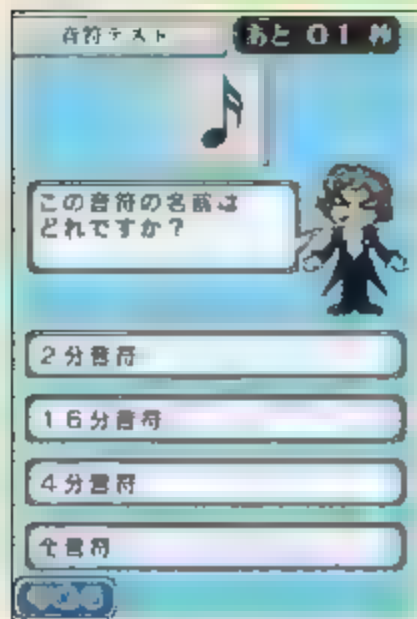 音符テスト
あと 01 秒
この音符の名前は
どれですか?
2分音符
16分音符
4分音符
全音符